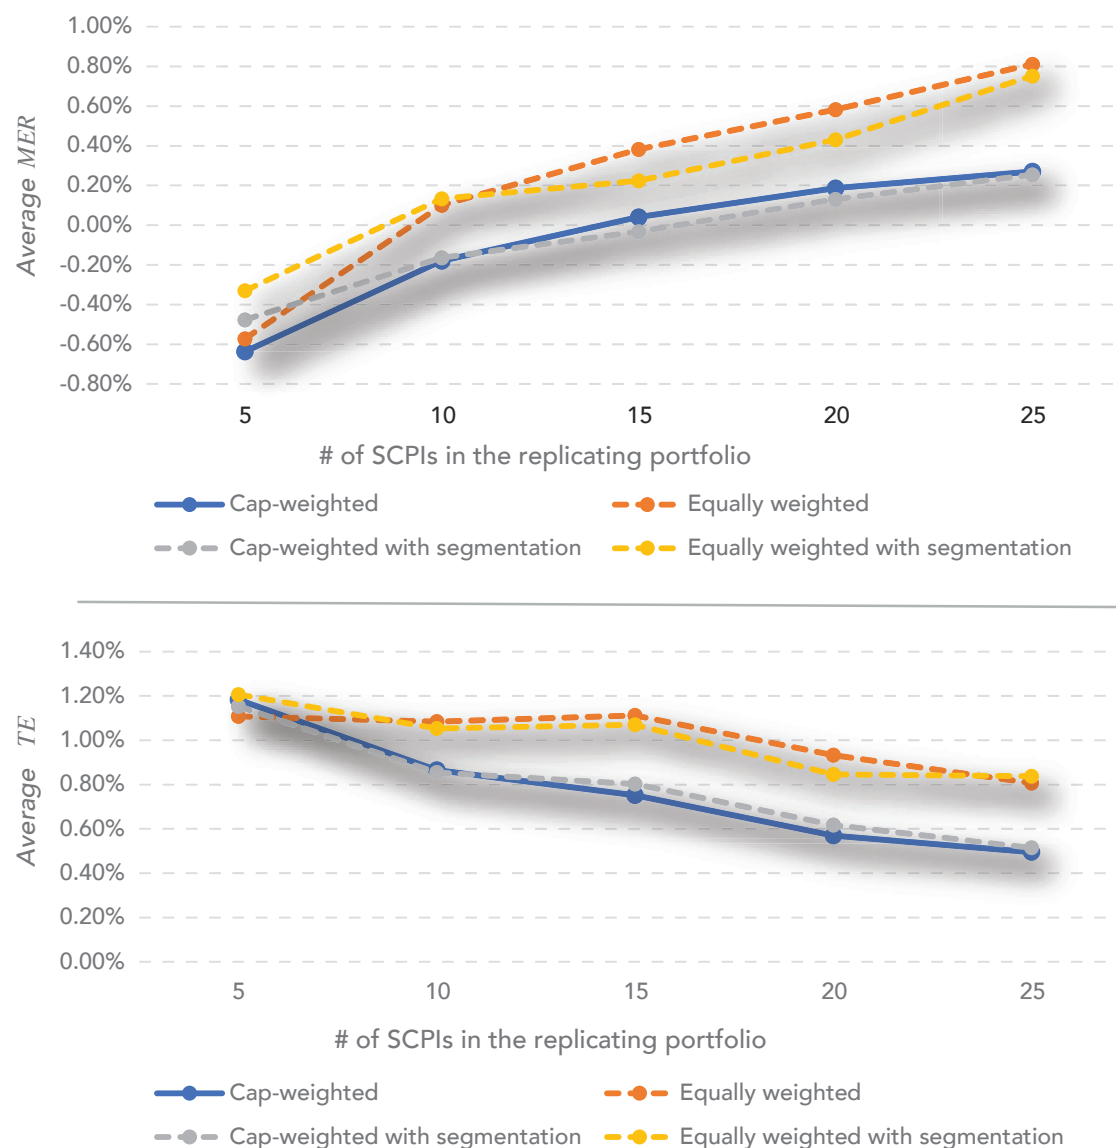 1.00%
0.80%
0.60%
0.40%
0.20%
0.00%
-0.20%
-0.40%
-0.60%
-0.80%
Average MER
5 10 15 20 25
# of SCPIs in the replicating portfolio
Cap-weighted Equally weighted
Cap-weighted with segmentation Equally weighted with segmentation
1.40%
1.20%
1.00%
0.80%
0.60%
0.40%
0.20%
0.00%
Average TE
5 10 15 20 25
# of SCPIs in the replicating portfolio
Cap-weighted Equally weighted
Cap-weighted with segmentation Equally weighted with segmentation